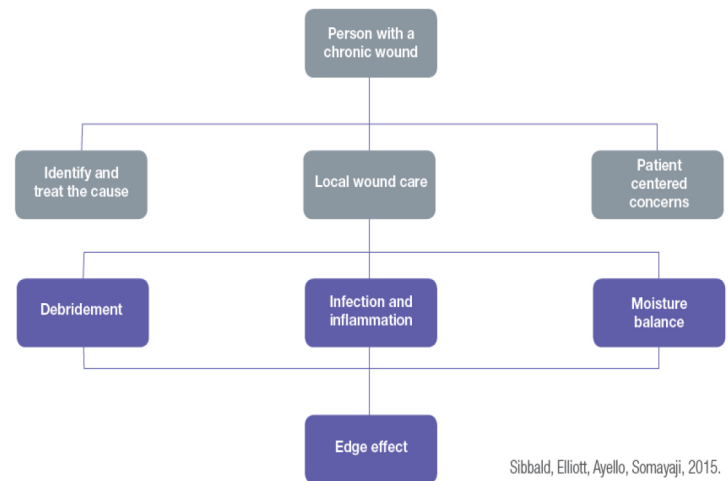 Person with a
chronic wound
Identify and
treat the cause
Local wound care
Patient
centered
concerns
Debridement
Infection and
inflammation
Moisture
balance
Edge effect
Sibbald, Elliott, Ayello, Somayaji, 2015.